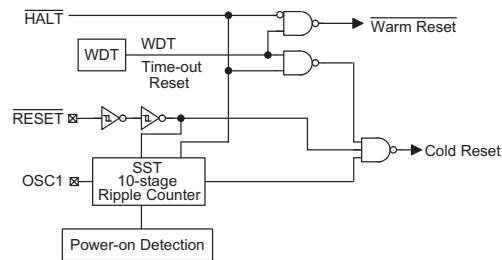 HALT
WDT
WDT
Time-out
Reset
Warm Reset
RESET
OSC1
SST
10-stage
Ripple Counter
Cold Reset
Power-on Detection